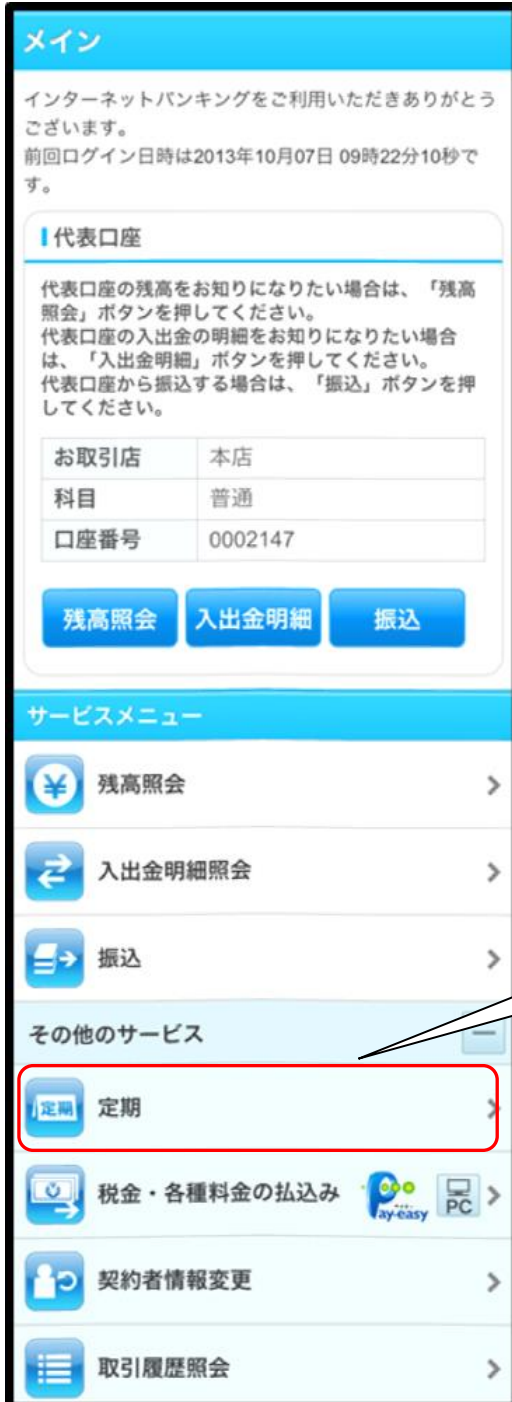 メイン
インターネットバンキングをご利用いただきありがとう
ございます。
前回ログイン日時は2013年10月07日 09時22分10秒で
す。
代表口座
代表口座の残高をお知りになりたい場合は、「残高
照会」ボタンを押してください。
代表口座の入出金の明細をお知りになりたい場合
は、「入出金明細」ボタンを押してください。
代表口座から振込する場合は、「振込」ボタンを押
してください。
お取引店 本店
科目 普通
口座番号 0002147
残高照会 入出金明細 振込
サービスメニュー
¥ 残高照会
入出金明細照会
振込
その他のサービス
定期 定期
税金・各種料金の払込み Pay-easy PC
契約者情報変更
取引履歴照会